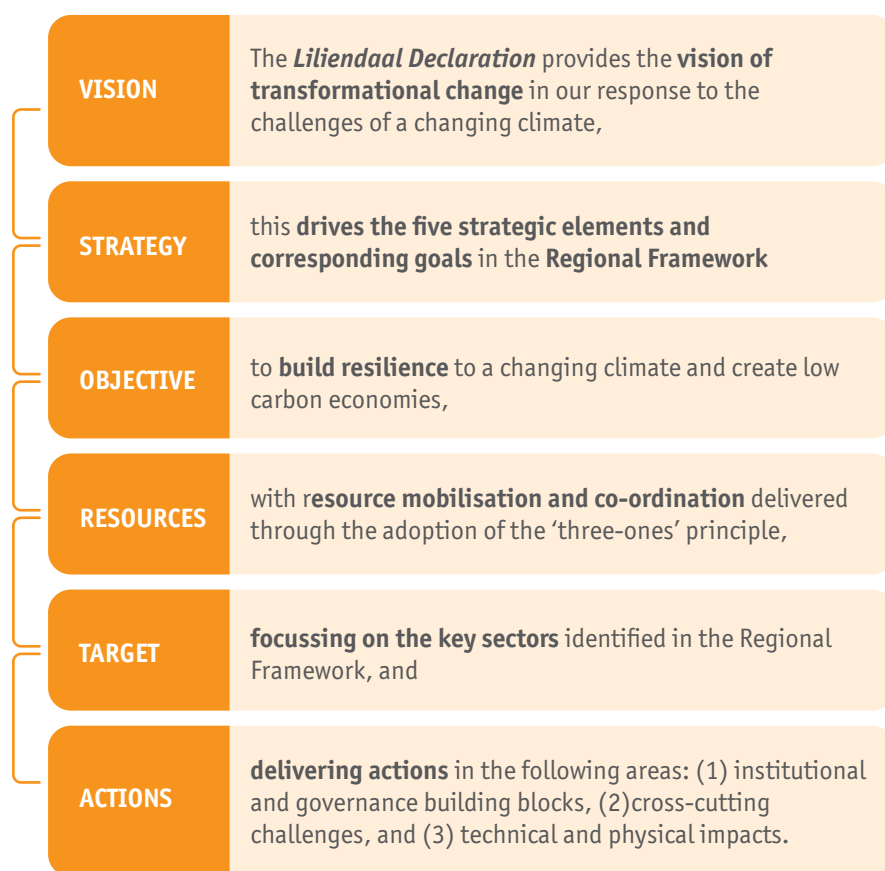 VISION
The Liliendaal Declaration provides the vision of
transformational change in our response to the
challenges of a changing climate,
STRATEGY
this drives the five strategic elements and
corresponding goals in the Regional Framework
OBJECTIVE
to build resilience to a changing climate and create low
carbon economies,
RESOURCES
with resource mobilisation and co-ordination delivered
through the adoption of the ‘three-ones’ principle,
TARGET
focussing on the key sectors identified in the Regional
Framework, and
ACTIONS
delivering actions in the following areas: (1) institutional
and governance building blocks, (2)cross-cutting
challenges, and (3) technical and physical impacts.